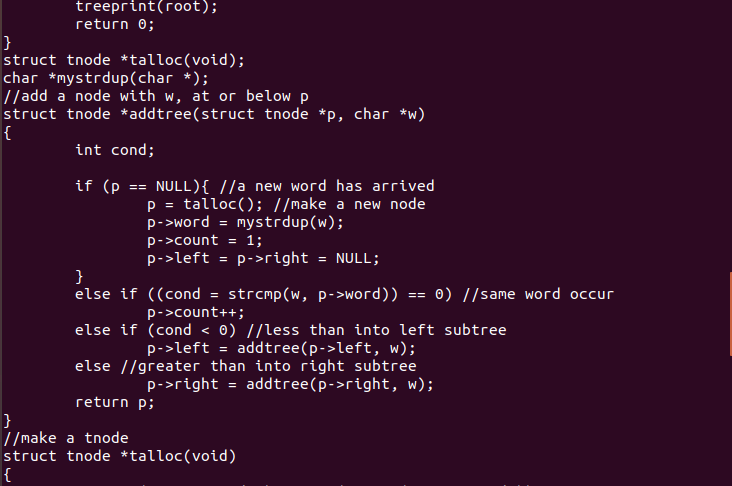 treeprint(root);
return 0;
}
struct tnode *talloc(void);
char *mystrdup(char *);
//add a node with w, at or below p
struct tnode *addtree(struct tnode *p, char *w)
{
int cond;
if (p == NULL){ //a new word has arrived
p = talloc(); //make a new node
p->word = mystrdup(w);
p->count = 1;
p->left = p->right = NULL;
}
else if ((cond = strcmp(w, p->word)) == 0) //same word occur
p->count++;
else if (cond < 0) //less than into left subtree
p->left = addtree(p->left, w);
else //greater than into right subtree
p->right = addtree(p->right, w);
return p;
}
//make a tnode
struct tnode *talloc(void)
{